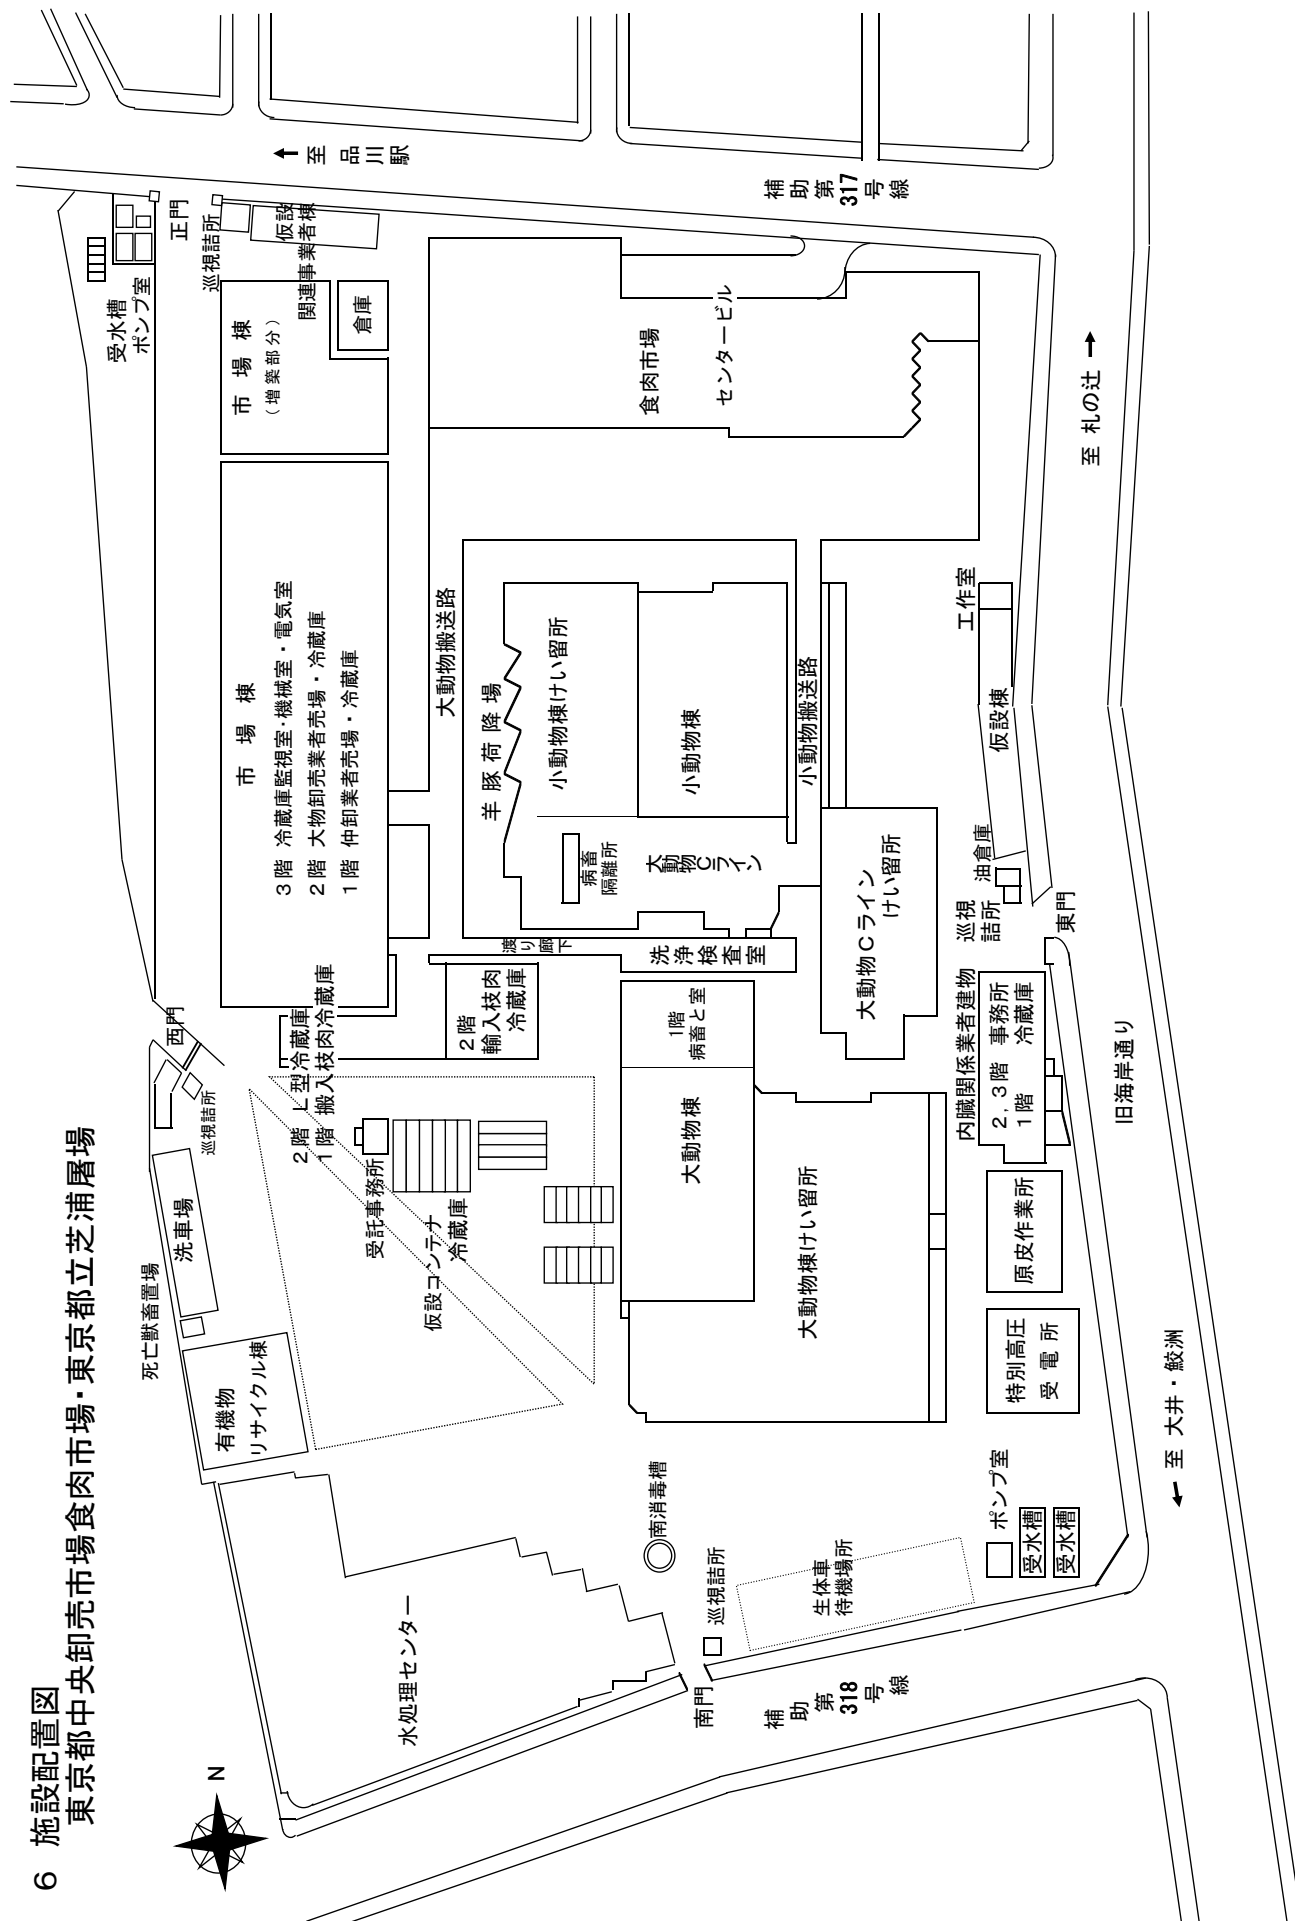 6 施設配置図
東京都中央卸売市場食肉市場・東京都立芝浦屠場
N
水処理センター
有機物
リサイクル棟
死亡獣畜置場
洗車場
巡視詰所
西門
2階 L型冷蔵庫
1階 搬入枝肉冷蔵庫
受託事務所
仮設コンテナ
冷蔵庫
市場棟
3階 冷蔵庫監視室・機械室・電気室
2階 大物卸売業者売場・冷蔵庫
1階 仲卸業者売場・冷蔵庫
市場棟
(増築部分)
倉庫
受水槽
ポンプ室
正門
巡視詰所
仮設
関連事業者棟
↑至 品川駅
補助第317号線
食肉市場
センタービル
大動物搬送路
羊豚荷降場
小動物棟けい留所
小動物棟
小動物搬送路
病畜
隔離所
大動物Cライン
渡り廊下
洗浄検査室
2階
輸入枝肉
冷蔵庫
1階
病畜と室
大動物棟
大動物棟けい留所
大動物Cライン
けい留所
工作室
仮設棟
油倉庫
巡視
詰所
東門
内臓関係業者建物
2,3階 事務所
1階 冷蔵庫
原皮作業所
特別高圧
受電所
ポンプ室
受水槽
受水槽
南消毒槽
巡視詰所
生体車
待機場所
南門
補助第318号線
旧海岸通り
至 札の辻 →
← 至 大井・鮫洲